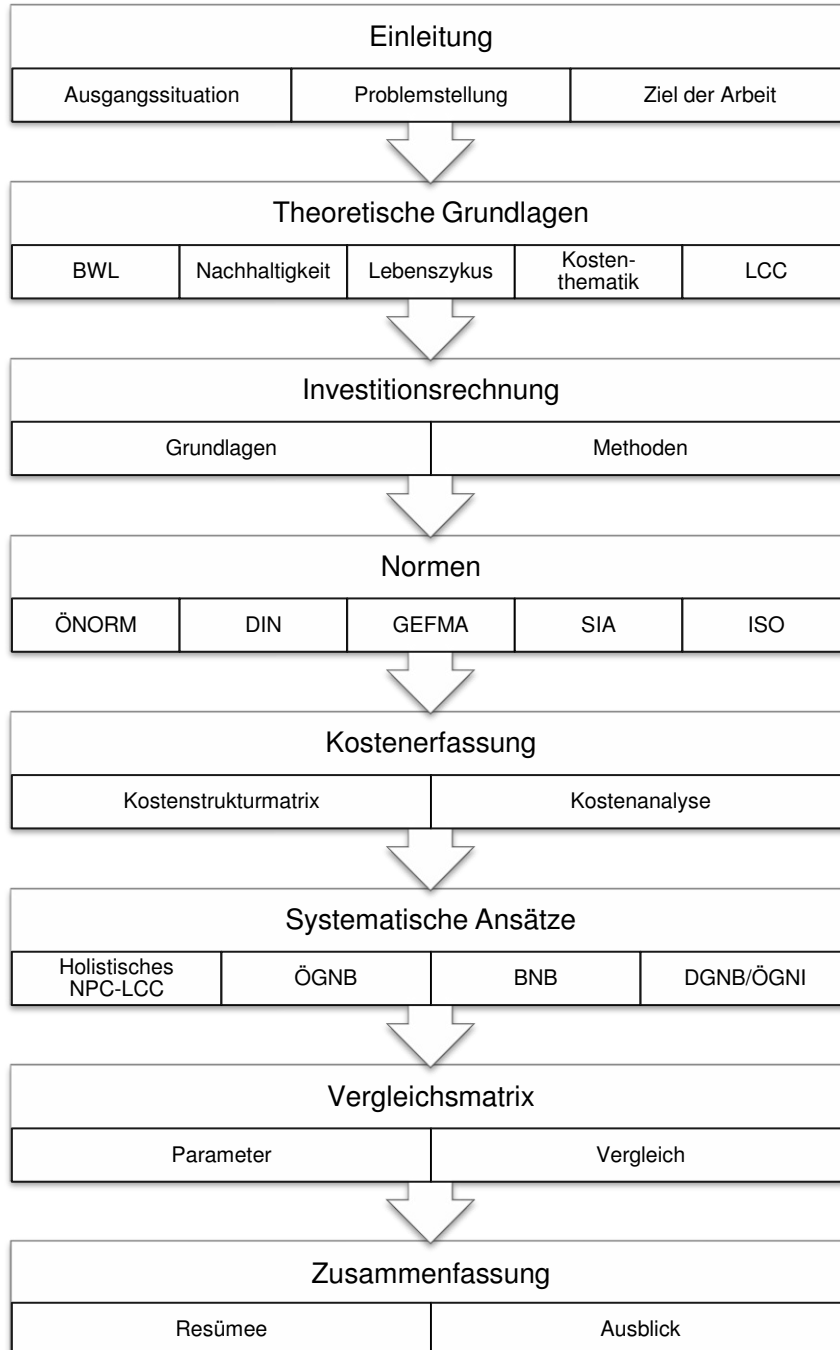 Einleitung
Ausgangssituation
Problemstellung
Ziel der Arbeit
Theoretische Grundlagen
BWL
Nachhaltigkeit
Lebenszykus
Kosten-
thematik
LCC
Investitionsrechnung
Grundlagen
Methoden
Normen
ÖNORM
DIN
GEFMA
SIA
ISO
Kostenerfassung
Kostenstrukturmatrix
Kostenanalyse
Systematische Ansätze
Holistisches
NPC-LCC
ÖGNB
BNB
DGNB/ÖGNI
Vergleichsmatrix
Parameter
Vergleich
Zusammenfassung
Resümee
Ausblick